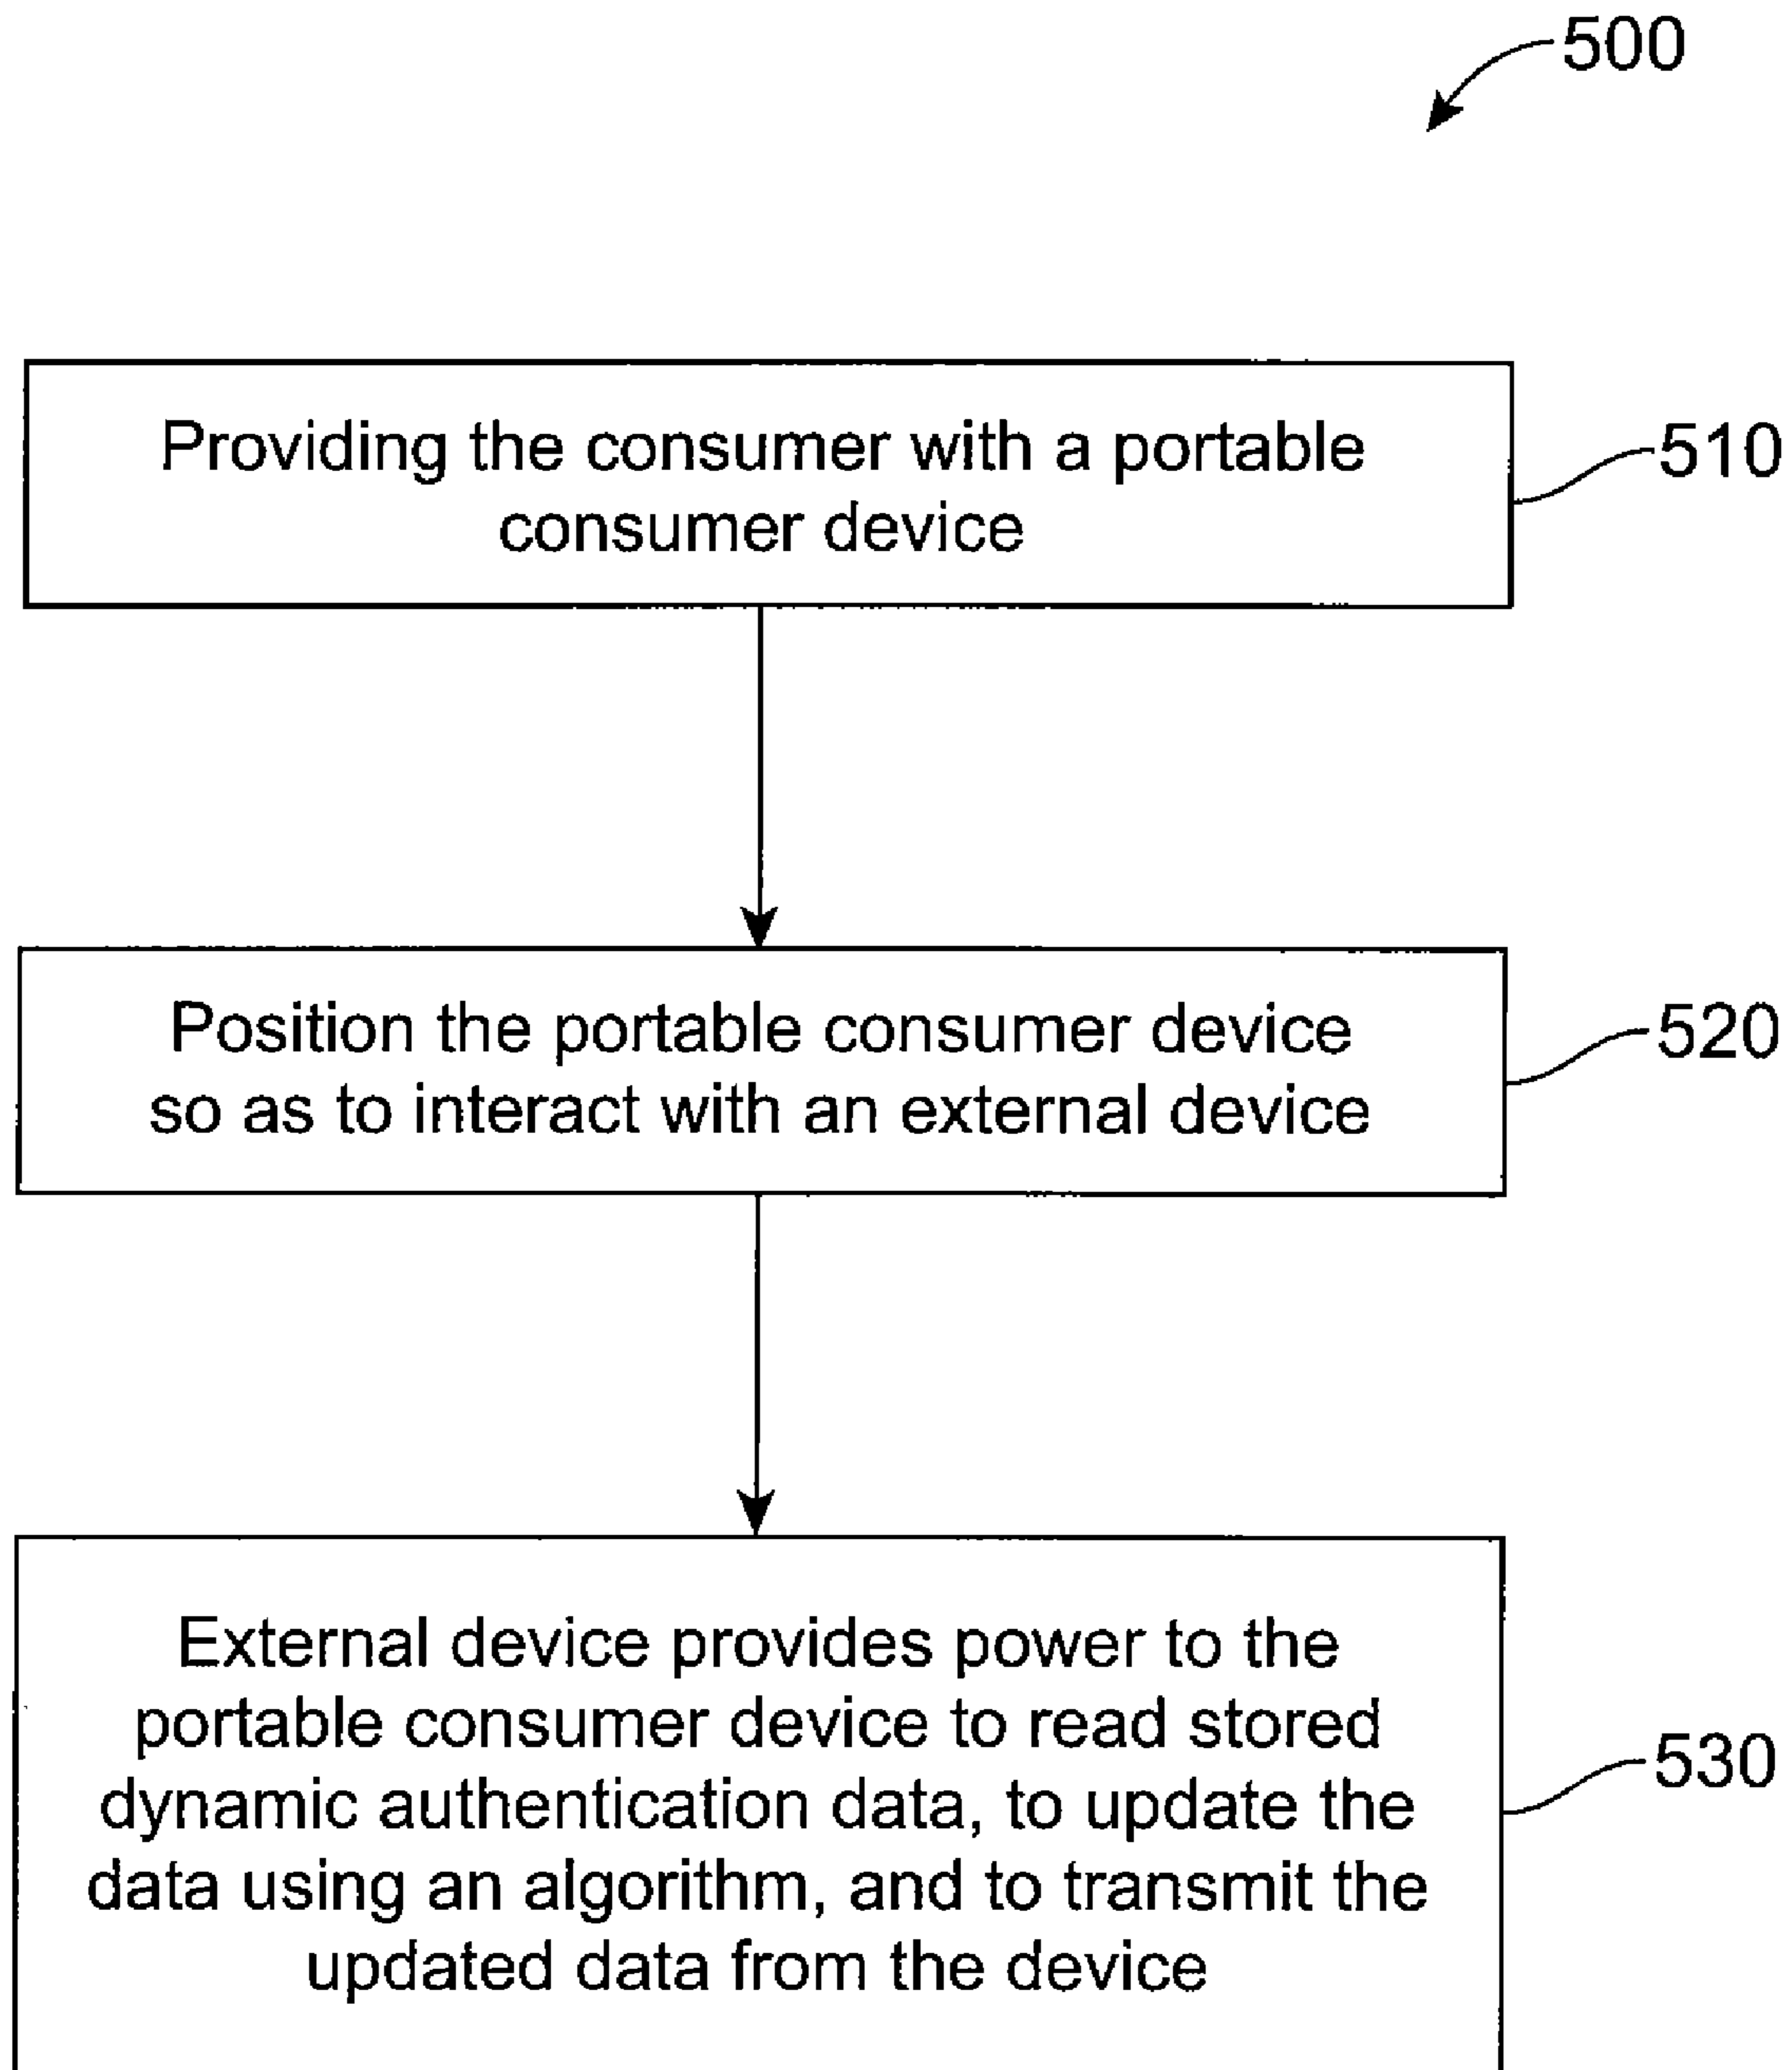 500
Providing the consumer with a portable
consumer device
510
Position the portable consumer device
so as to interact with an external device
520
External device provides power to the
portable consumer device to read stored
dynamic authentication data, to update the
data using an algorithm, and to transmit the
updated data from the device
530